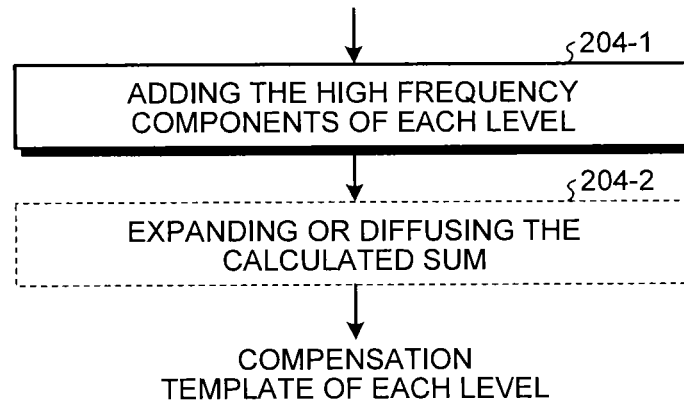 204-1
ADDING THE HIGH FREQUENCY
COMPONENTS OF EACH LEVEL
204-2
EXPANDING OR DIFFUSING THE
CALCULATED SUM
COMPENSATION
TEMPLATE OF EACH LEVEL